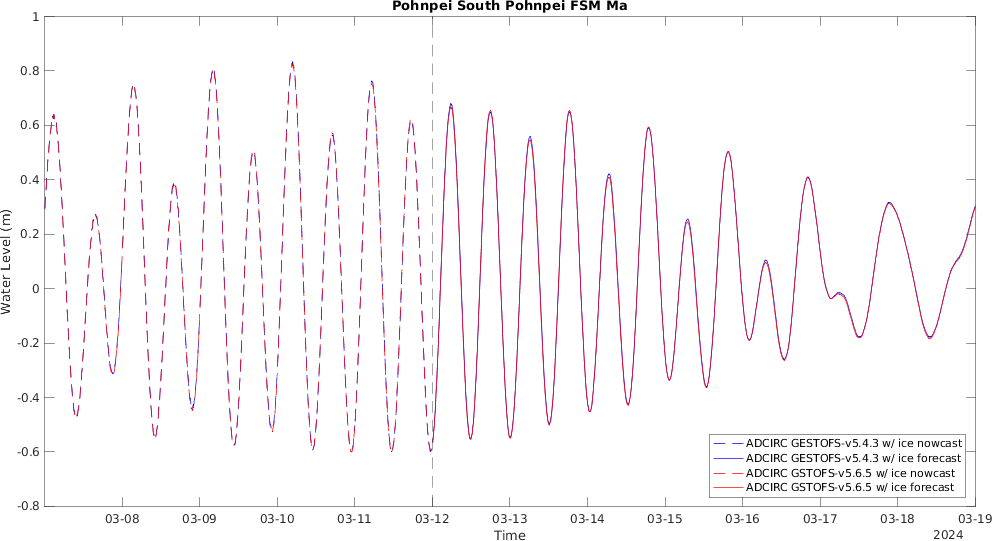 Pohnpei South Pohnpei FSM Ma
Water Level (m)
1
0.8
0.6
0.4
0.2
0
-0.2
-0.4
-0.6
-0.8
ADCIRC GESTOFS-v5.4.3 w/ ice nowcast
ADCIRC GESTOFS-v5.4.3 w/ ice forecast
ADCIRC GSTOFS-v5.6.5 w/ ice nowcast
ADCIRC GSTOFS-v5.6.5 w/ ice forecast
03-08 03-09 03-10 03-11 03-12 03-13 03-14 03-15 03-16 03-17 03-18 03-19
Time
2024